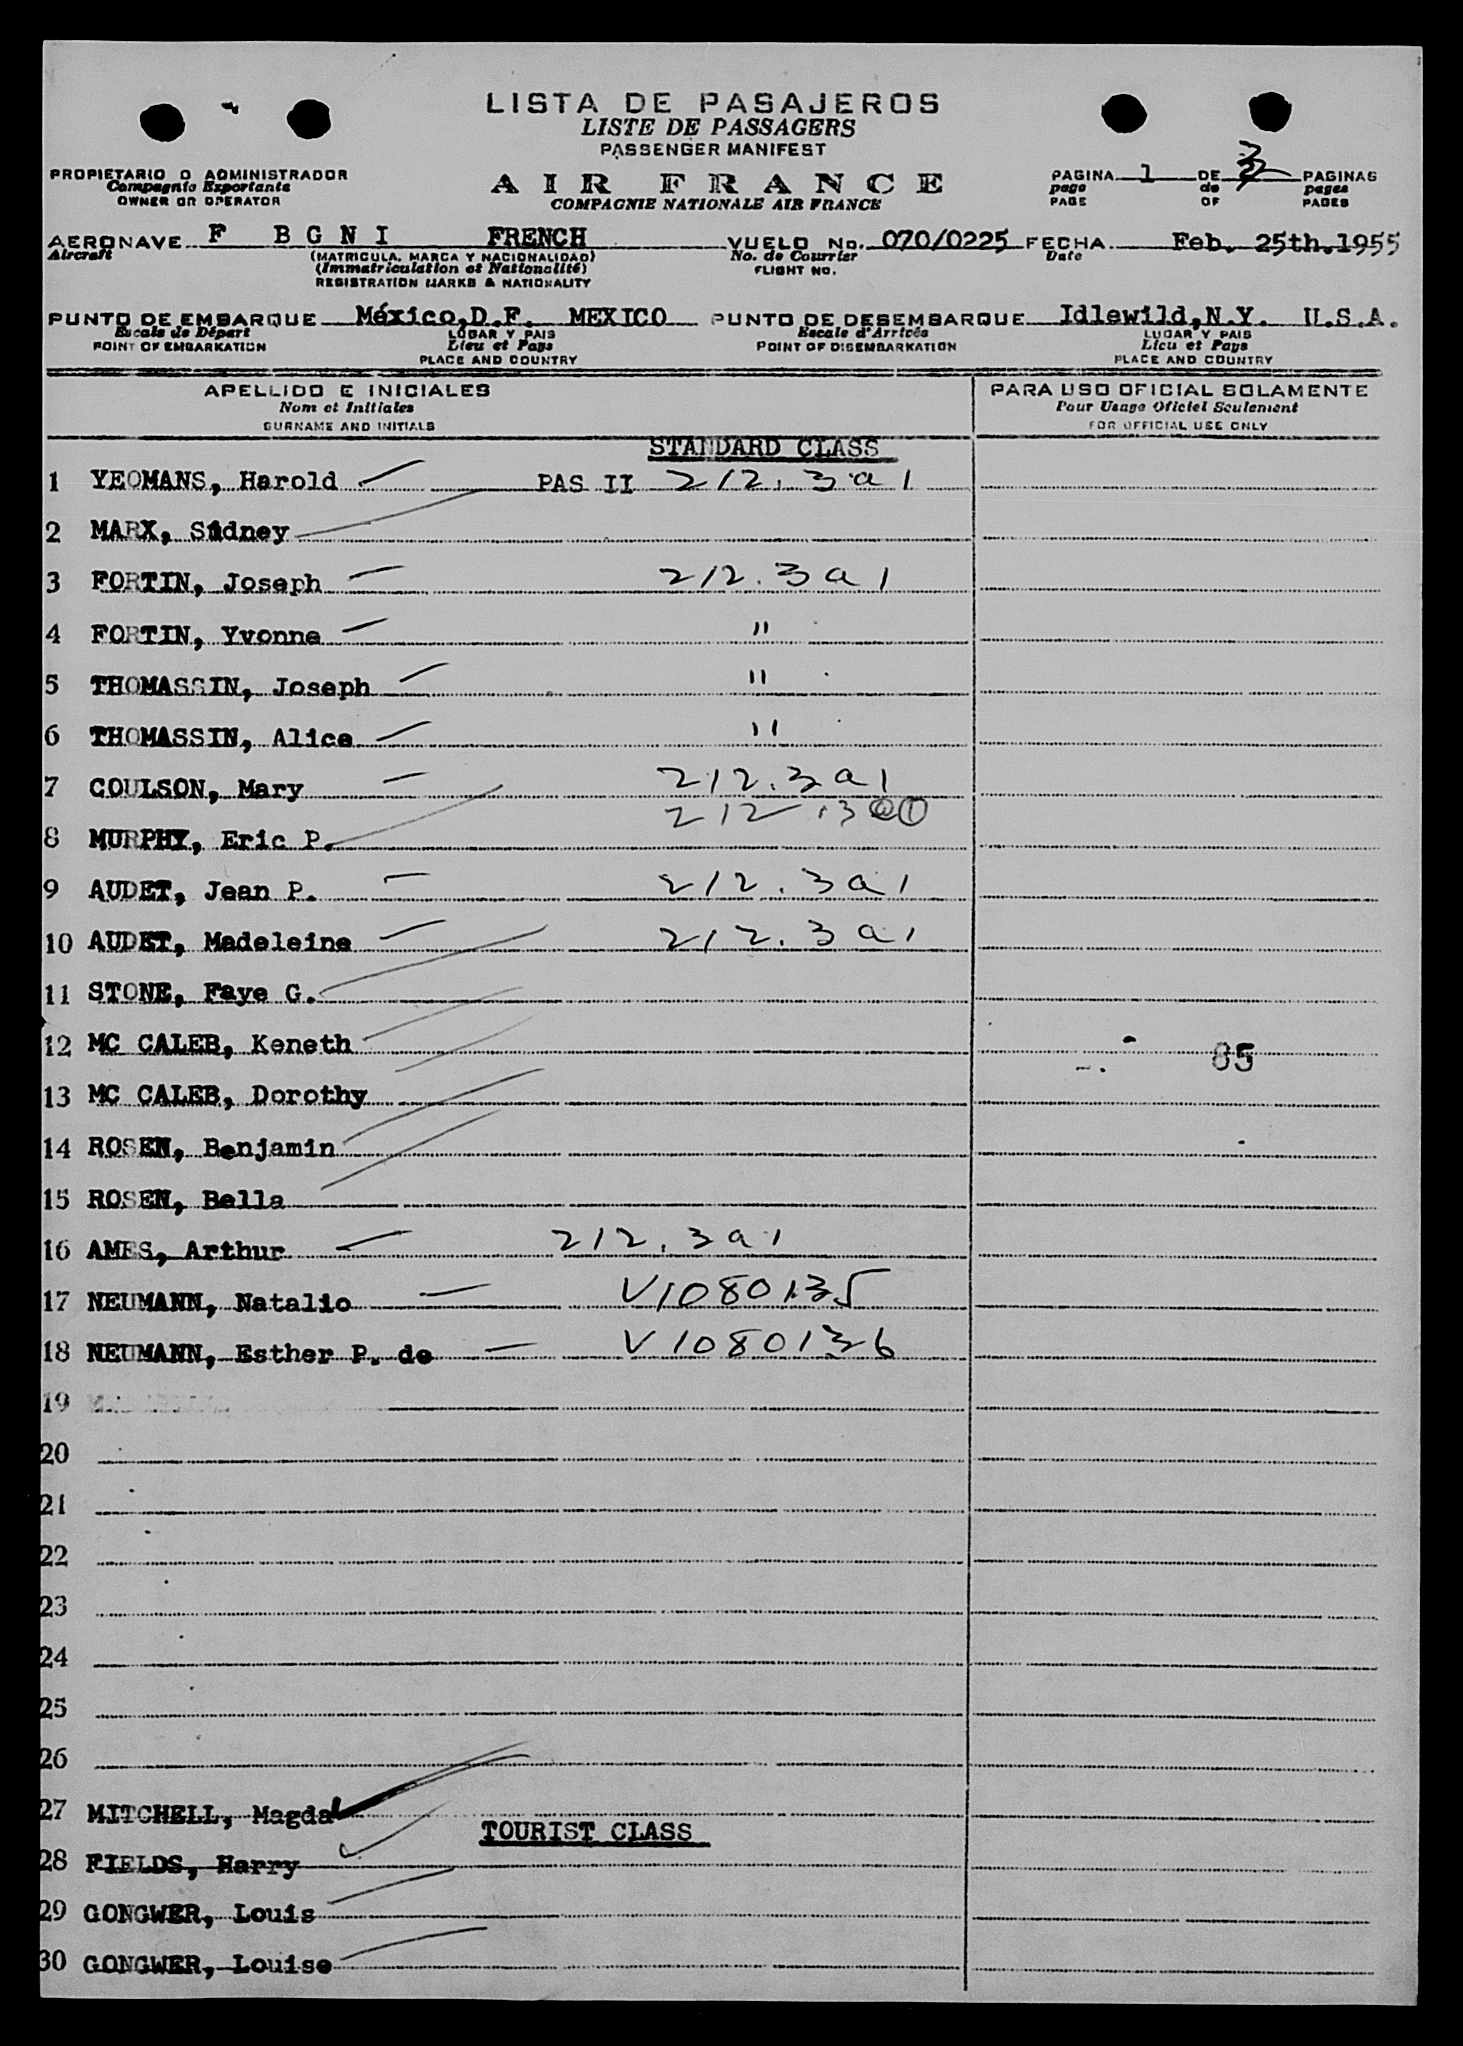 LISTA DE PASAJEROS
LISTE DE PASSAGERS
PASSENGER MANIFEST
PROPIETARIO O ADMINISTRADOR
Compagnie Exportante
OWNER OR OPERATOR
AIR FRANCE
COMPAGNIE NATIONALE AIR FRANCE
PAGINA 1 DE 3 PAGINAS
page de pages
PAGE OF PAGES
AERONAVE F BGNI FRENCH VUELO No. 070/0225 FECHA Feb. 25th.1955
Aircraft (MATRICULA, MARCA Y NACIONALIDAD) No. de Courrier Date
(Immatriculation et Nationalité) FLIGHT NO.
REGISTRATION MARKS & NATIONALITY
PUNTO DE EMBARQUE México,D.F. MEXICO PUNTO DE DESEMBARQUE Idlewild,N.Y. U.S.A.
Escale de Départ LUGAR Y PAIS Escale d'Arrivée LUGAR Y PAIS
POINT OF EMBARKATION Lieu et Pays POINT OF DISEMBARKATION Lieu et Pays
PLACE AND COUNTRY PLACE AND COUNTRY
APELLIDO E INICIALES PARA USO OFICIAL SOLAMENTE
Nom et Initiales Pour Usage Officiel Seulement
SURNAME AND INITIALS FOR OFFICIAL USE ONLY
STANDARD CLASS
1 YEOMANS, Harold PAS II 212.3a1
2 MARX, Sidney
3 FORTIN, Joseph 212.3a1
4 FORTIN, Yvonne "
5 THOMASSIN, Joseph "
6 THOMASSIN, Alice "
7 COULSON, Mary 212.3a1
212.3a1
8 MURPHY, Eric P.
9 AUDET, Jean P. 212.3a1
10 AUDET, Madeleine 212.3a1
11 STONE, Faye G.
12 MC CALEB, Keneth 85
13 MC CALEB, Dorothy
14 ROSEN, Benjamin
15 ROSEN, Bella
16 AMES, Arthur 212.3a1
17 NEUMANN, Natalio V1080135
18 NEUMANN, Esther P. de V1080136
19
20
21
22
23
24
25
26
27 MITCHELL, Magda
TOURIST CLASS
28 FIELDS, Harry
29 GONGWER, Louis
30 GONGWER, Louise